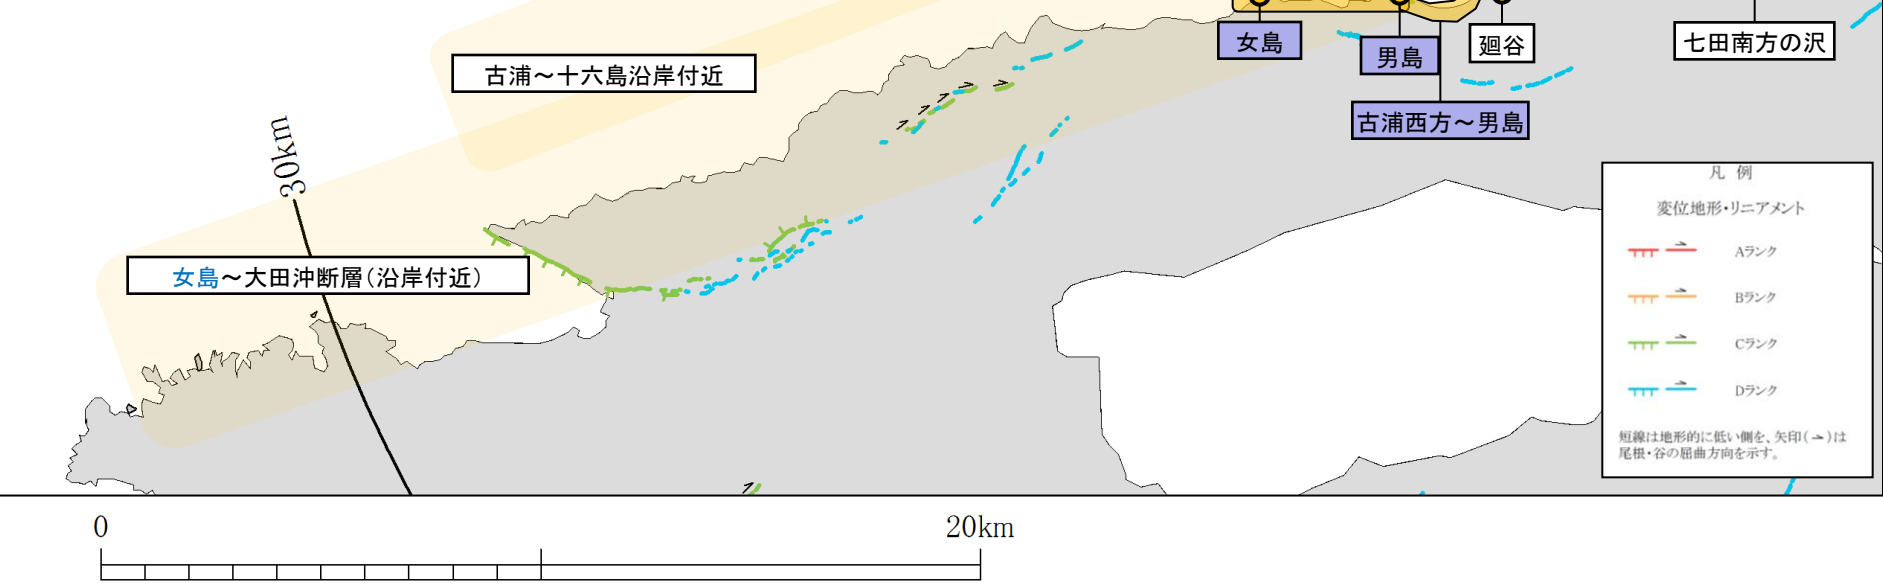 女島
男島
廻谷
七田南方の沢
古浦～十六島沿岸付近
古浦西方～男島
30km
女島～大田沖断層（沿岸付近）
凡 例
変位地形・リニアメント
Aランク
Bランク
Cランク
Dランク
短線は地形的に低い側を、矢印(→)は
尾根・谷の屈曲方向を示す。
0
20km